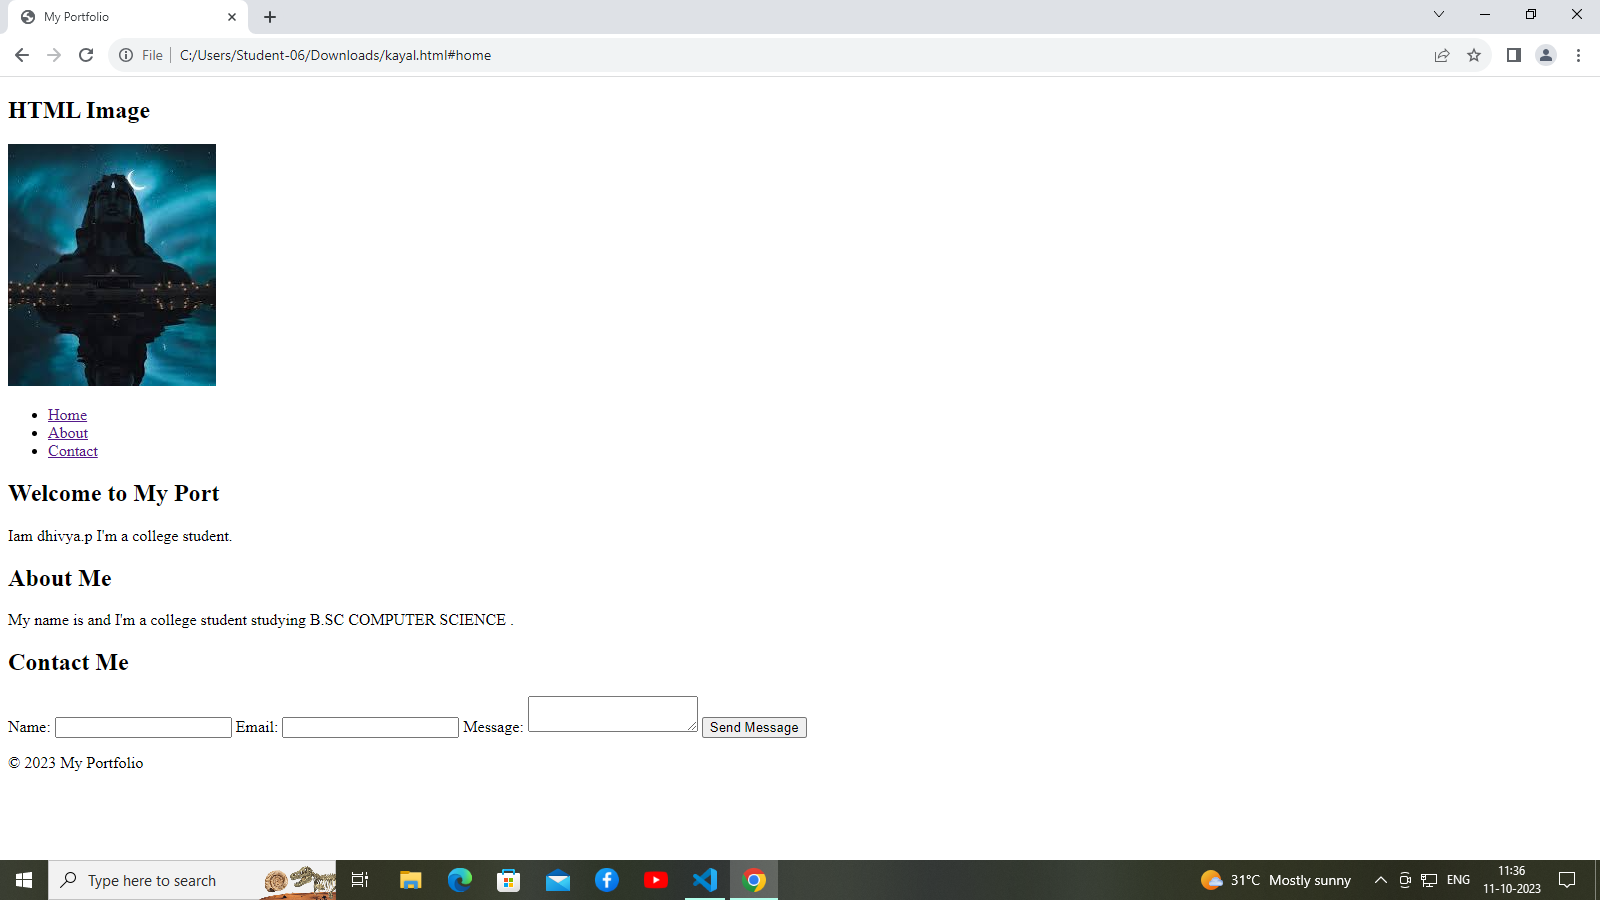 My Portfolio
File
C:/Users/Student-06/Downloads/kayal.html#home
HTML Image
Home
About
Contact
Welcome to My Port
Iam dhivya.p I'm a college student.
About Me
My name is and I'm a college student studying B.SC COMPUTER SCIENCE .
Contact Me
Name: Email: Message: Send Message
© 2023 My Portfolio
Type here to search
31°C Mostly sunny
ENG
11:36
11-10-2023